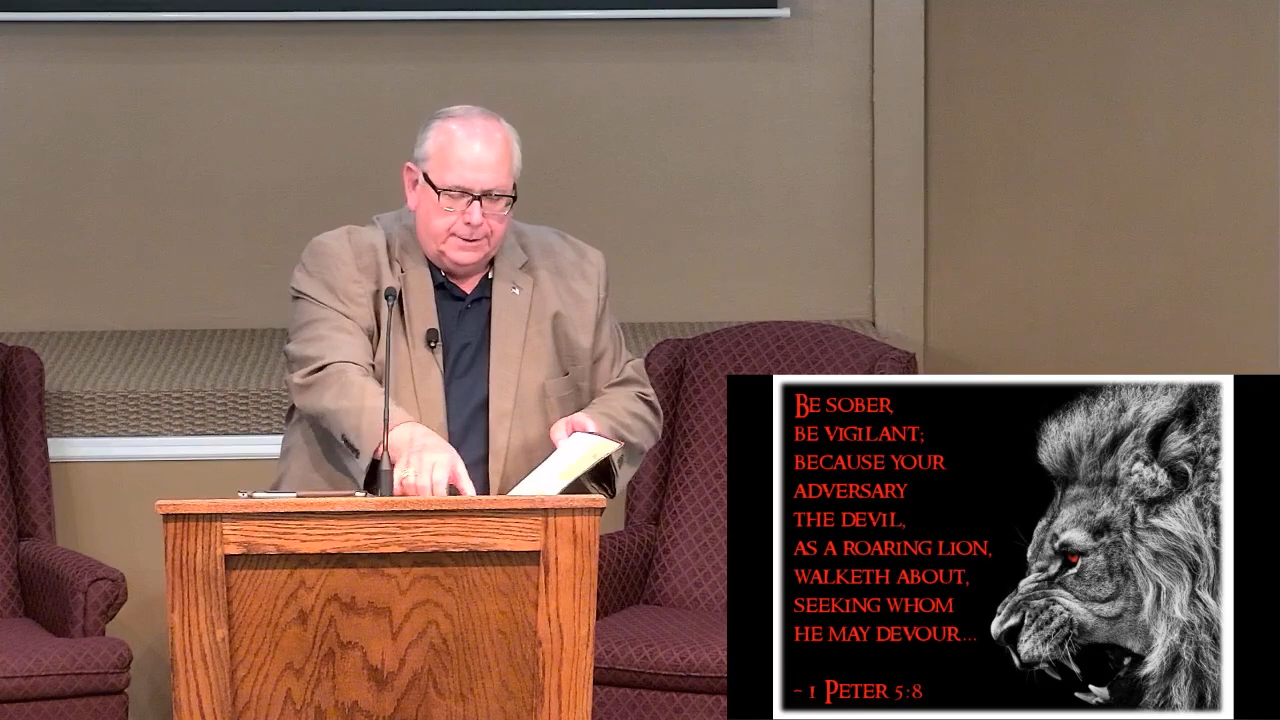 Be sober,
be vigilant;
because your
adversary
the devil,
as a roaring lion,
walketh about,
seeking whom
he may devour...
- 1 Peter 5:8